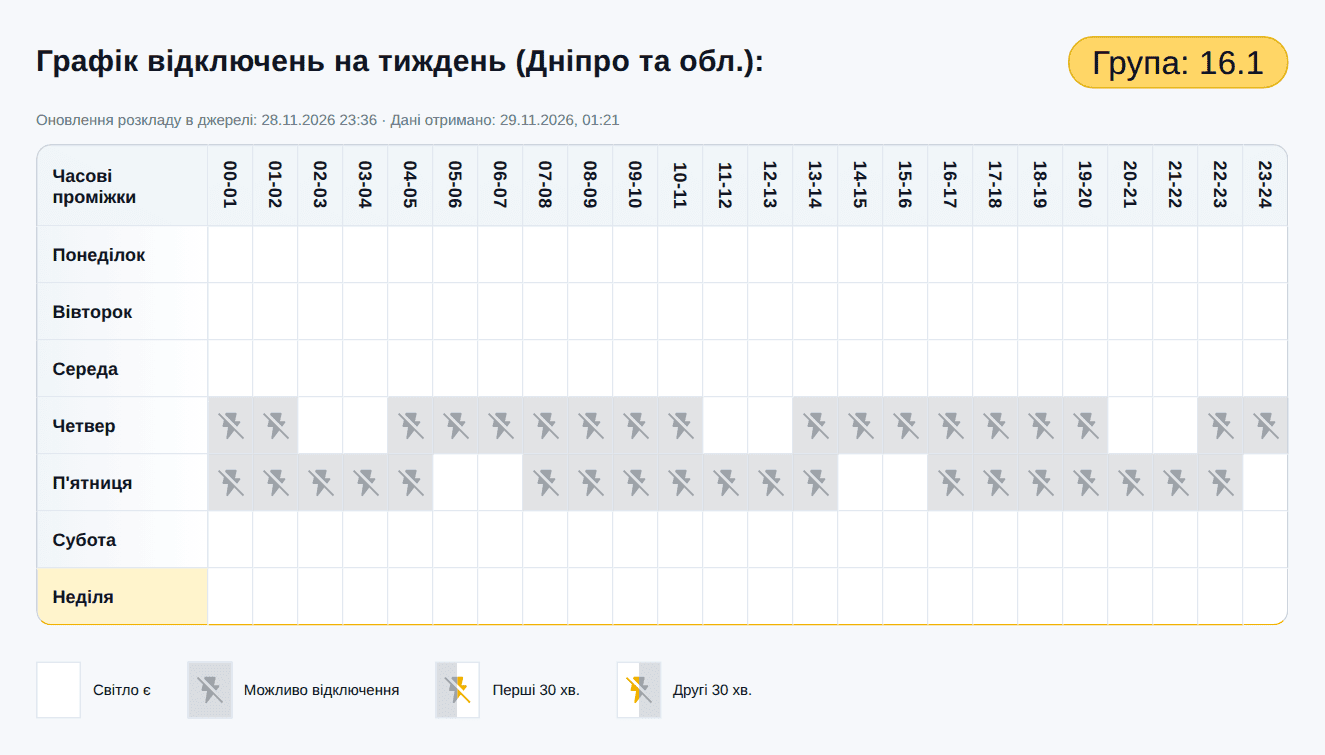 Графік відключень на тиждень (Дніпро та обл.):
Група: 16.1
Оновлення розкладу в джерелі: 28.11.2026 23:36 · Дані отримано: 29.11.2026, 01:21
Часові
проміжки
00-01 01-02 02-03 03-04 04-05 05-06 06-07 07-08 08-09 09-10 10-11 11-12 12-13 13-14 14-15 15-16 16-17 17-18 18-19 19-20 20-21 21-22 22-23 23-24
Понеділок
Вівторок
Середа
Четвер
П'ятниця
Субота
Неділя
Світло є
Можливо відключення
Перші 30 хв.
Другі 30 хв.